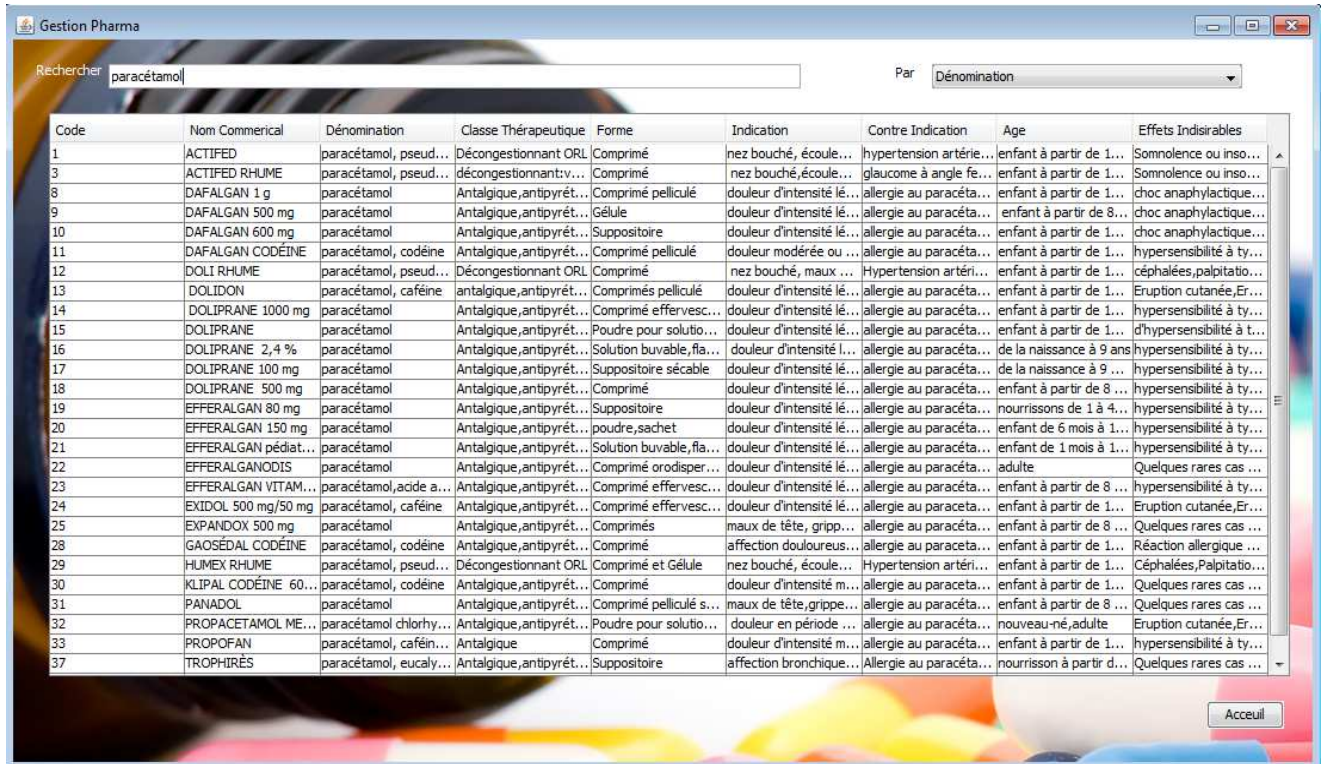 Gestion Pharma
Rechercher paracétamol Par Dénomination
Code Nom Commerical Dénomination Classe Thérapeutique Forme Indication Contre Indication Age Effets Indisirables
1 ACTIFED paracétamol, pseud... Décongestionnant ORL Comprimé nez bouché, écoule... hypertension artérie... enfant à partir de 1... Somnolence ou inso...
3 ACTIFED RHUME paracétamol, pseud... décongestionnant:v... Comprimé nez bouché,écoule... glaucome à angle fe... enfant à partir de 1... Somnolence ou inso...
8 DAFALGAN 1 g paracétamol Antalgique,antipyrét... Comprimé pelliculé douleur d'intensité lé... allergie au paracéta... enfant à partir de 1... choc anaphylactique...
9 DAFALGAN 500 mg paracétamol Antalgique,antipyrét... Gélule douleur d'intensité lé... allergie au paracéta... enfant à partir de 8... choc anaphylactique...
10 DAFALGAN 600 mg paracétamol Antalgique,antipyrét... Suppositoire douleur d'intensité lé... allergie au paracéta... enfant à partir de 1... choc anaphylactique...
11 DAFALGAN CODÉINE paracétamol, codéine Antalgique,antipyrét... Comprimé pelliculé douleur modérée ou ... allergie au paracéta... enfant à partir de 1... hypersensibilité à ty...
12 DOLI RHUME paracétamol, pseud... Décongestionnant ORL Comprimé nez bouché, maux ... Hypertension artéri... enfant à partir de 1... céphalées,palpitatio...
13 DOLIDON paracétamol, caféine antalgique,antipyrét... Comprimés pelliculé douleur d'intensité lé... allergie au paracéta... enfant à partir de 1... Eruption cutanée,Er...
14 DOLIPRANE 1000 mg paracétamol Antalgique,antipyrét... Comprimé effervesc... douleur d'intensité lé... allergie au paracéta... enfant à partir de 1... hypersensibilité à ty...
15 DOLIPRANE paracétamol Antalgique,antipyrét... Poudre pour solutio... douleur d'intensité lé... allergie au paracéta... enfant à partir de 1... d'hypersensibilité à t...
16 DOLIPRANE 2,4 % paracétamol Antalgique,antipyrét... Solution buvable,fla... douleur d'intensité l... allergie au paracéta... de la naissance à 9 ans hypersensibilité à ty...
17 DOLIPRANE 100 mg paracétamol Antalgique,antipyrét... Suppositoire sécable douleur d'intensité lé... allergie au paracéta... de la naissance à 9 ... hypersensibilité à ty...
18 DOLIPRANE 500 mg paracétamol Antalgique,antipyrét... Comprimé douleur d'intensité lé... allergie au paracéta... enfant à partir de 8 ... hypersensibilité à ty...
19 EFFERALGAN 80 mg paracétamol Antalgique,antipyrét... Suppositoire douleur d'intensité lé... allergie au paracéta... nourrissons de 1 à 4... hypersensibilité à ty...
20 EFFERALGAN 150 mg paracétamol Antalgique,antipyrét... poudre,sachet douleur d'intensité lé... allergie au paracéta... enfant de 6 mois à 1... hypersensibilité à ty...
21 EFFERALGAN pédiat... paracétamol Antalgique,antipyrét... Solution buvable,fla... douleur d'intensité lé... allergie au paracéta... enfant de 1 mois à 1... hypersensibilité à ty...
22 EFFERALGANODIS paracétamol Antalgique,antipyrét... Comprimé orodisper... douleur d'intensité lé... allergie au paracéta... adulte Quelques rares cas ...
23 EFFERALGAN VITAM... paracétamol,acide a... Antalgique,antipyrét... Comprimé effervesc... douleur d'intensité lé... allergie au paracéta... enfant à partir de 8 ... hypersensibilité à ty...
24 EXIDOL 500 mg/50 mg paracétamol, caféine Antalgique,antipyrét... Comprimé effervesc... douleur d'intensité lé... allergie au paraceta... enfant à partir de 1... Eruption cutanée,Er...
25 EXPANDOX 500 mg paracétamol Antalgique,antipyrét... Comprimés maux de tête, gripp... allergie au paracéta... enfant à partir de 8 ... Quelques rares cas ...
28 GAOSÉDAL CODÉINE paracétamol, codéine Antalgique,antipyrét... Comprimé affection douloureus... allergie au paraceta... enfant à partir de 1... Réaction allergique ...
29 HUMEX RHUME paracétamol, pseud... Décongestionnant ORL Comprimé et Gélule nez bouché, écoule... Hypertension artéri... enfant à partir de 1... Céphalées,Palpitatio...
30 KLIPAL CODÉINE 60... paracétamol, codéine Antalgique,antipyrét... Comprimé douleur d'intensité m... allergie au paracéta... enfant à partir de 1... Quelques rares cas ...
31 PANADOL paracétamol Antalgique,antipyrét... Comprimé pelliculé s... maux de tête,grippe... allergie au paracéta... enfant à partir de 8 ... Quelques rares cas ...
32 PROPACETAMOL ME... paracétamol chlorhy... Antalgique,antipyrét... Poudre pour solutio... douleur en période ... allergie au paracéta... nouveau-né,adulte Eruption cutanée,Er...
33 PROPOFAN paracétamol, caféin... Antalgique Comprimé douleur d'intensité m... allergie au paracéta... enfant à partir de 1... hypersensibilité à ty...
37 TROPHIRÈS paracétamol, eucaly... Antalgique,antipyrét... Suppositoire affection bronchique... Allergie au paracéta... nourrisson à partir d... Quelques rares cas ...
Acceuil